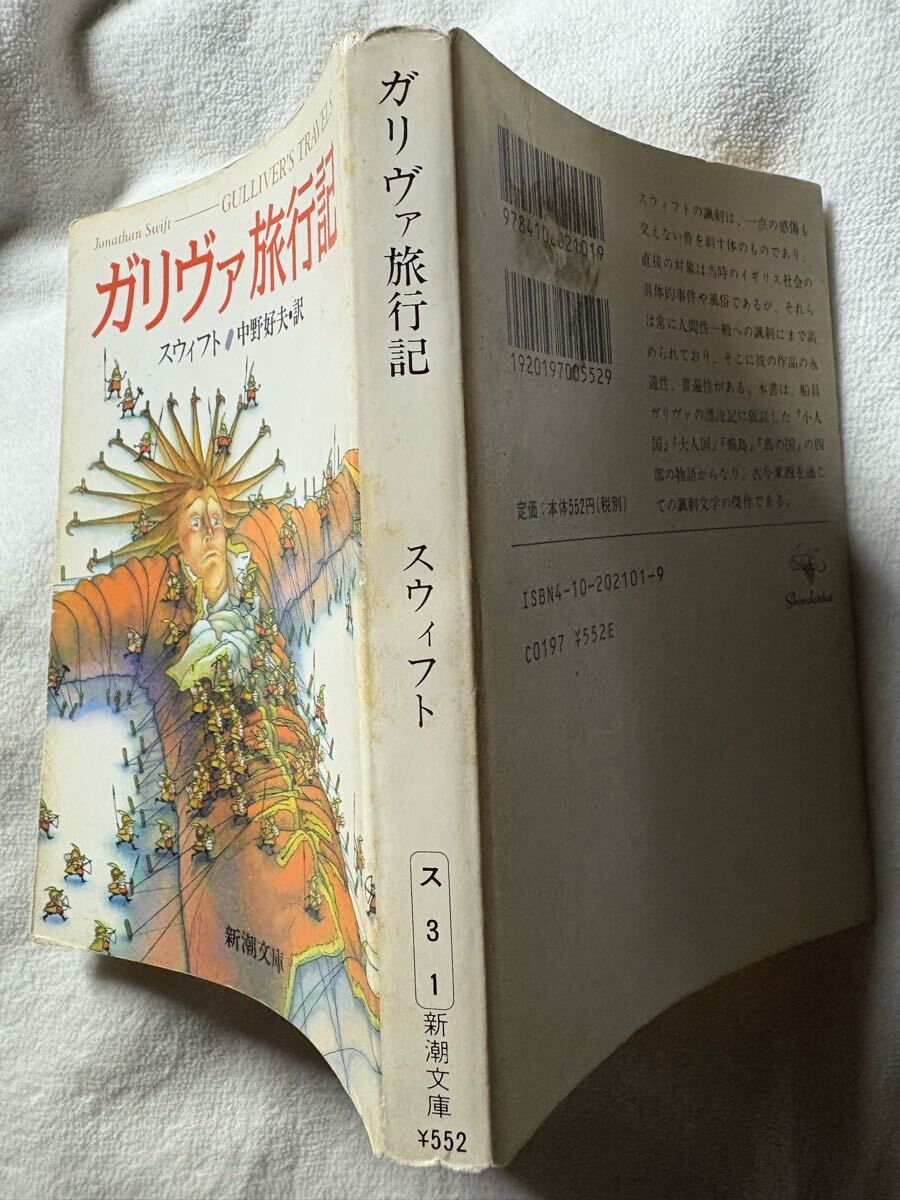 Jonathan Swift —— GULLIVER'S TRAVELS
ガリヴァ旅行記
スウィフト/中野好夫・訳
新潮文庫
ガリヴァ旅行記
スウィフト
ス
3
1
新潮文庫
¥552
9784102021019
1920197005529
定価:本体552円(税別)
ISBN4-10-202101-9
C0197 ¥552E
スウィフトの諷刺は、一点の感傷も
交えない骨を刺す体のものであり、
直接の対象は当時のイギリス社会の
具体的事件や風俗であるが、それら
は常に人間性一般への諷刺にまで高
められており、そこに彼の作品の永
遠性、普遍性がある。本書は、船員
ガリヴァの漂流記に仮託した「小人
国」「大人国」「飛島」「馬の国」の四
部の物語からなり、古今東西を通じ
ての諷刺文学の傑作である。
Shinchosha